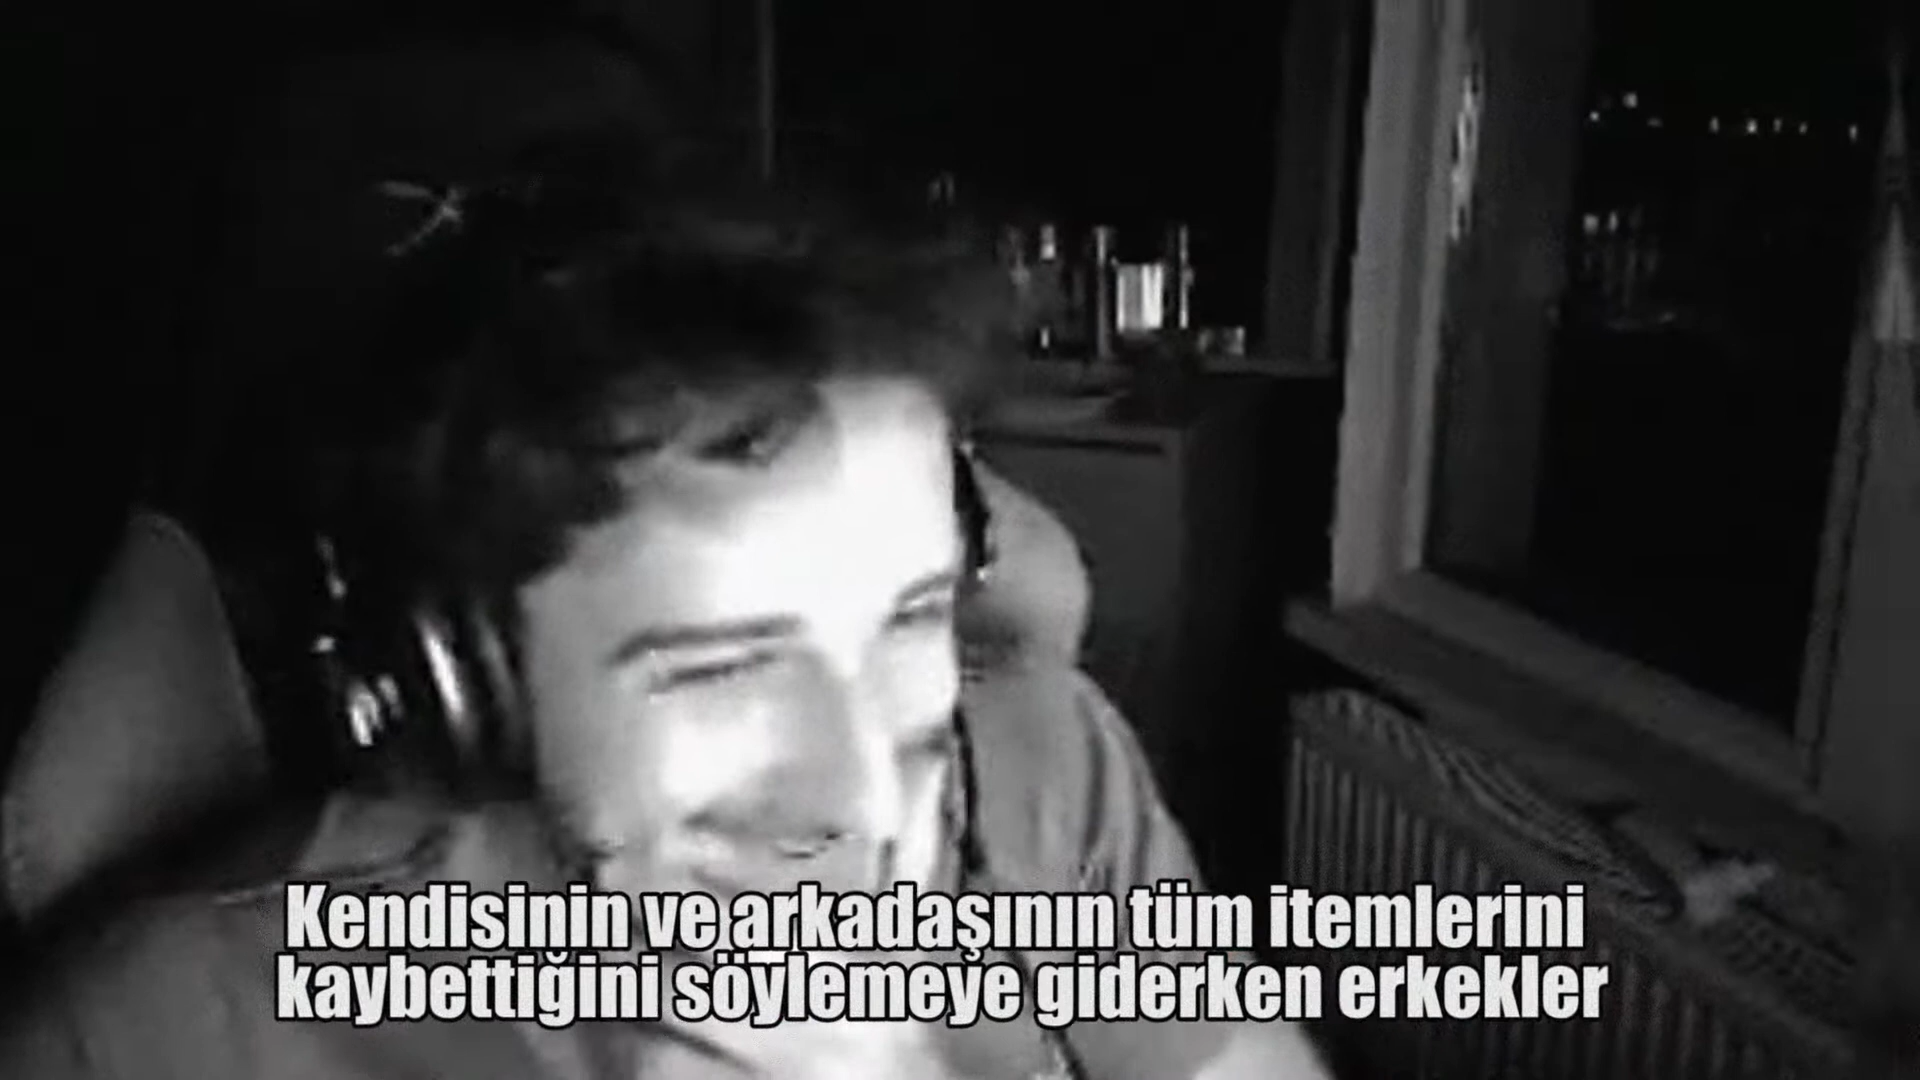 Kendisinin ve arkadaşının tüm itemlerini
kaybettiğini söylemeye giderken erkekler